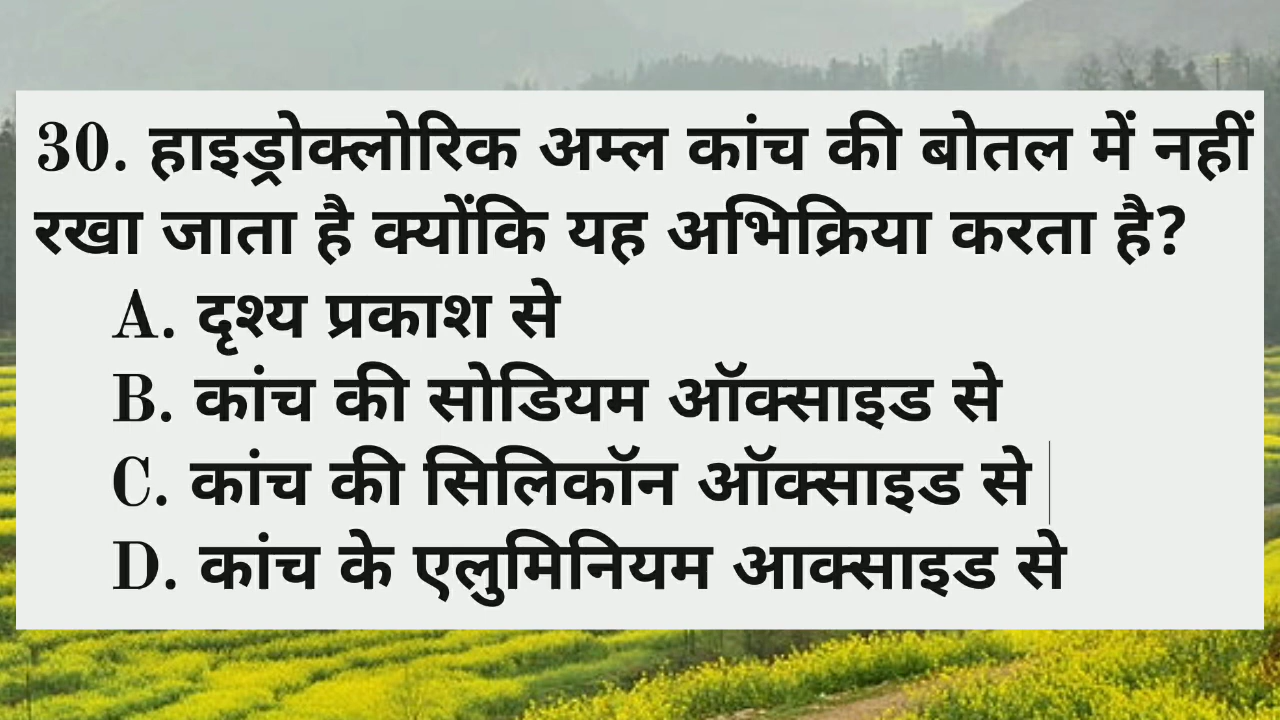 30. हाइड्रोक्लोरिक अम्ल कांच की बोतल में नहीं
रखा जाता है क्योंकि यह अभिक्रिया करता है?
A. दृश्य प्रकाश से
B. कांच की सोडियम ऑक्साइड से
C. कांच की सिलिकॉन ऑक्साइड से
D. कांच के एलुमिनियम आक्साइड से